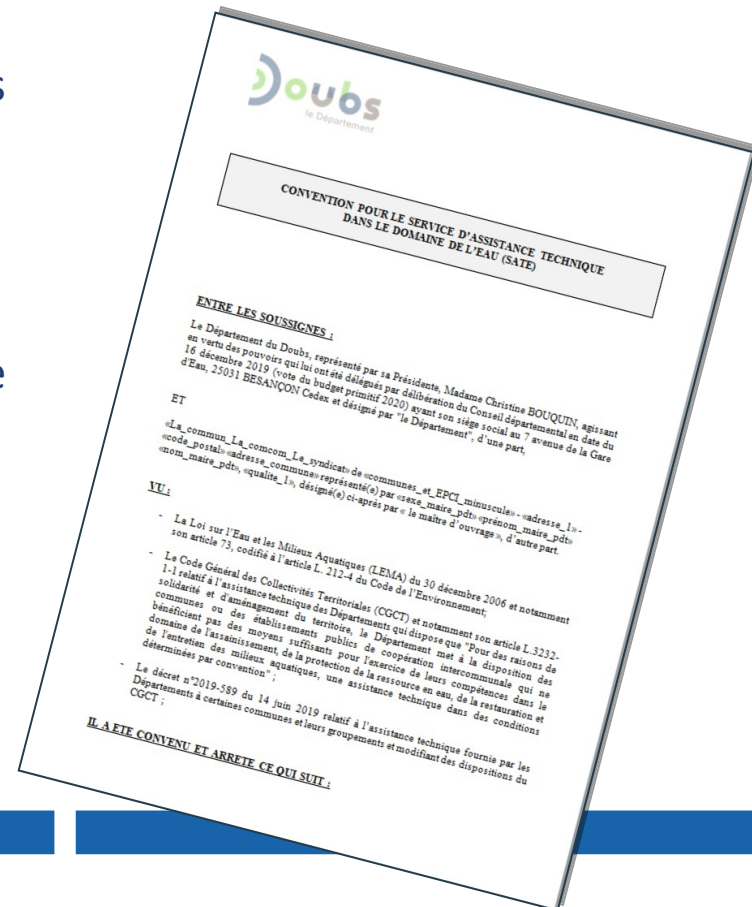 s
e
Doubs
le Département
CONVENTION POUR LE SERVICE D'ASSISTANCE TECHNIQUE
DANS LE DOMAINE DE L'EAU (SATE)
ENTRE LES SOUSSIGNES :
Le Département du Doubs, représenté par sa Présidente, Madame Christine BOUQUIN, agissant
en vertu des pouvoirs qui lui ont été délégués par délibération du Conseil départemental en date du
16 décembre 2019 (vote du budget primitif 2020) ayant son siège social au 7 avenue de la Gare
d'Eau, 25031 BESANÇON Cedex et désigné par "le Département", d'une part,
ET
«La_commun_La_comcom_Le_syndicat» de «communes_et_EPCI_minuscule» - «adresse_1» -
«code_postal» «adresse_commune» représenté(e) par «sexe_maire_pdt» «prénom_maire_pdt»
«nom_maire_pdt», «qualite_1», désigné(e) ci-après par « le maître d'ouvrage », d'autre part.
VU :
- La Loi sur l'Eau et les Milieux Aquatiques (LEMA) du 30 décembre 2006 et notamment
son article 73, codifié à l'article L. 212-4 du Code de l'Environnement;
- Le Code Général des Collectivités Territoriales (CGCT) et notamment son article L.3232-
1-1 relatif à l'assistance technique des Départements qui dispose que "Pour des raisons de
solidarité et d'aménagement du territoire, le Département met à la disposition des
communes ou des établissements publics de coopération intercommunale qui ne
bénéficient pas des moyens suffisants pour l'exercice de leurs compétences dans le
domaine de l'assainissement, de la protection de la ressource en eau, de la restauration et
de l'entretien des milieux aquatiques, une assistance technique dans des conditions
déterminées par convention" ;
- Le décret n°2019-589 du 14 juin 2019 relatif à l'assistance technique fournie par les
Départements à certaines communes et leurs groupements et modifiant des dispositions du
CGCT ;
IL A ETE CONVENU ET ARRETE CE QUI SUIT :